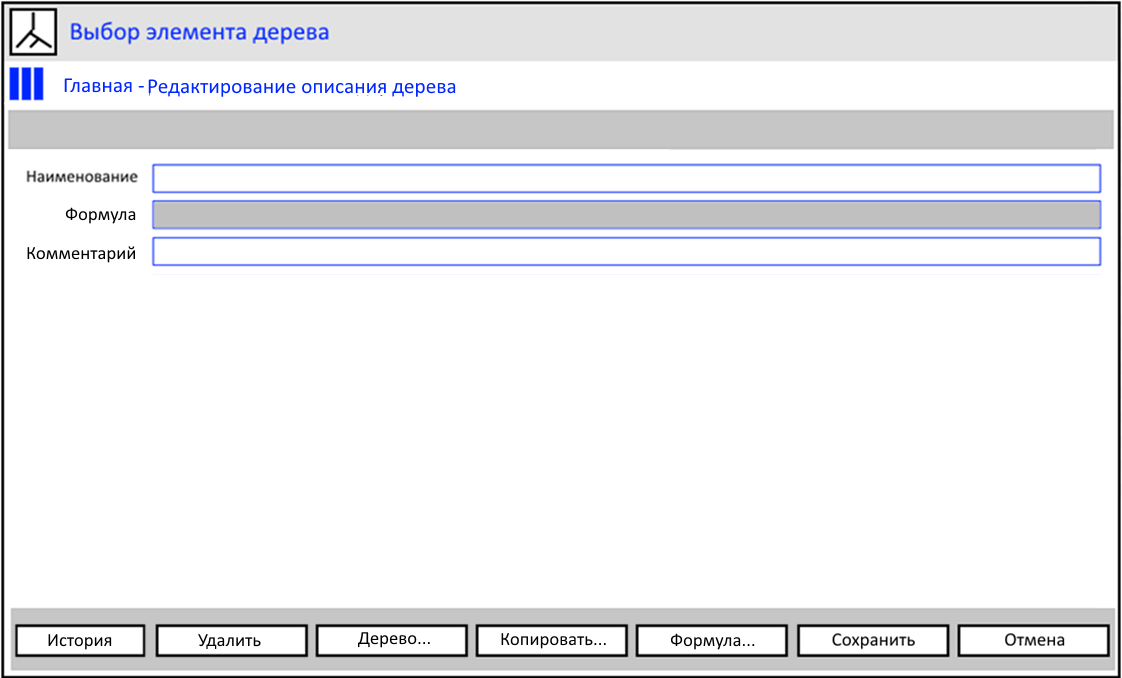 Выбор элемента дерева
Главная - Редактирование описания дерева
Наименование
Формула
Комментарий
История Удалить Дерево... Копировать... Формула... Сохранить Отмена